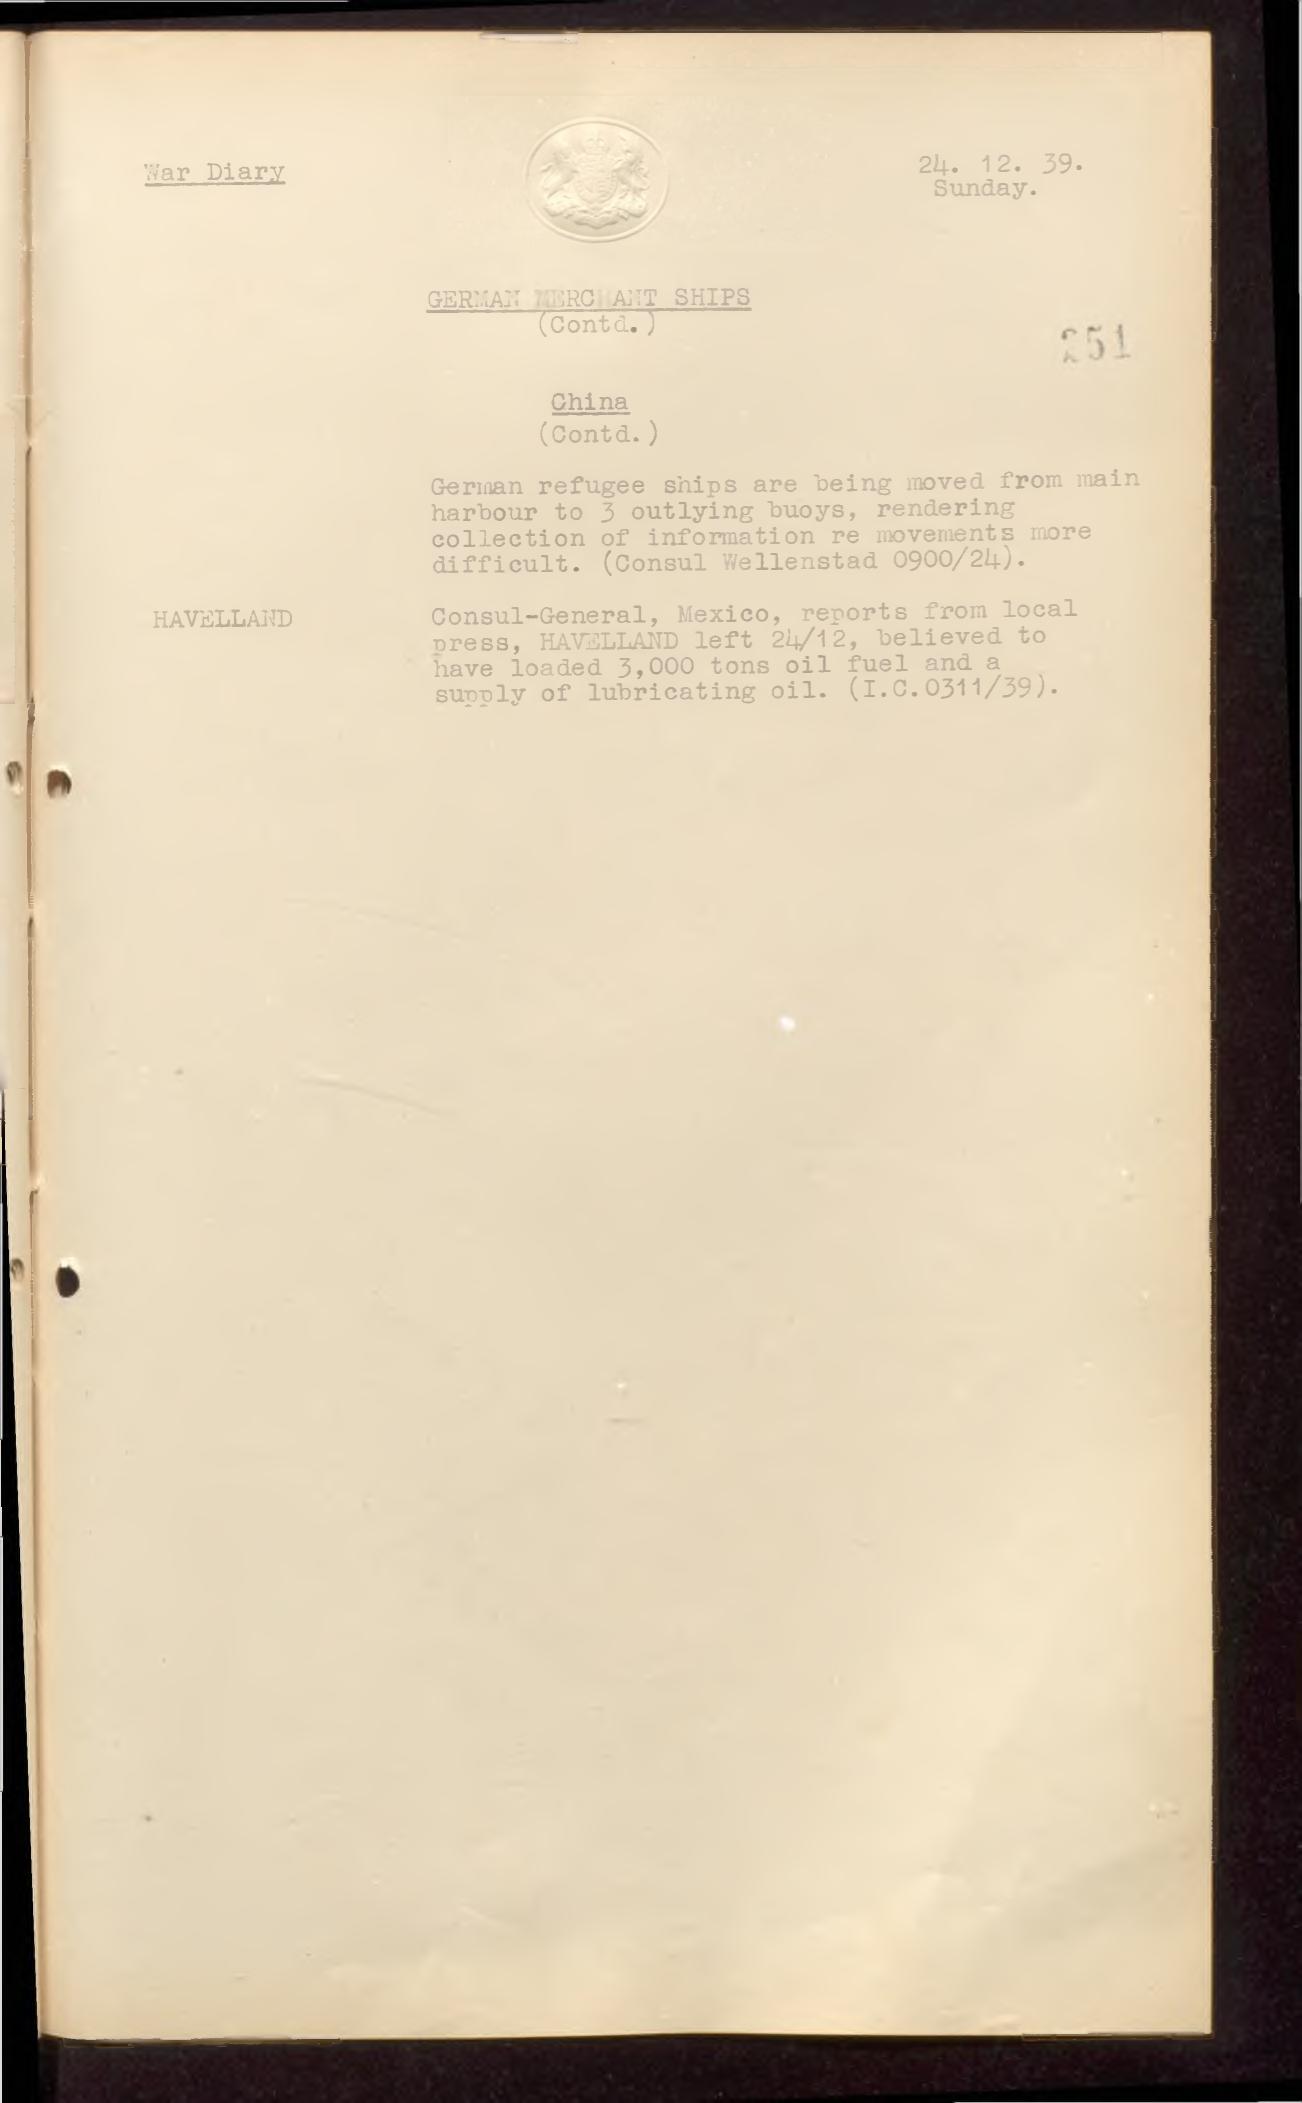 War Diary
24. 12. 39.
Sunday.
GERMAN MERCHANT SHIPS
(Contd.)
251
China
(Contd.)
German refugee ships are being moved from main
harbour to 3 outlying buoys, rendering
collection of information re movements more
difficult. (Consul Wellenstad 0900/24).
HAVELLAND
Consul-General, Mexico, reports from local
press, HAVELLAND left 24/12, believed to
have loaded 3,000 tons oil fuel and a
supply of lubricating oil. (I.C.0311/39).